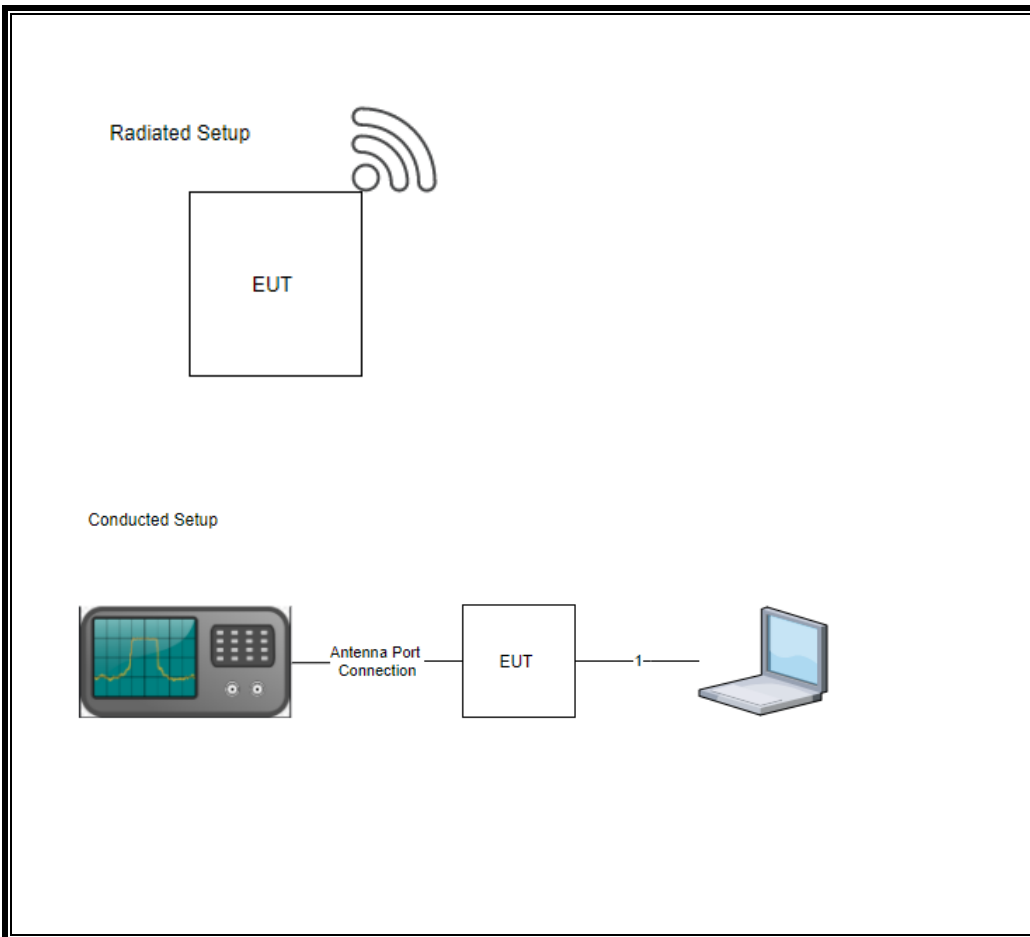 Radiated Setup
EUT
Conducted Setup
Antenna Port
Connection
EUT
1